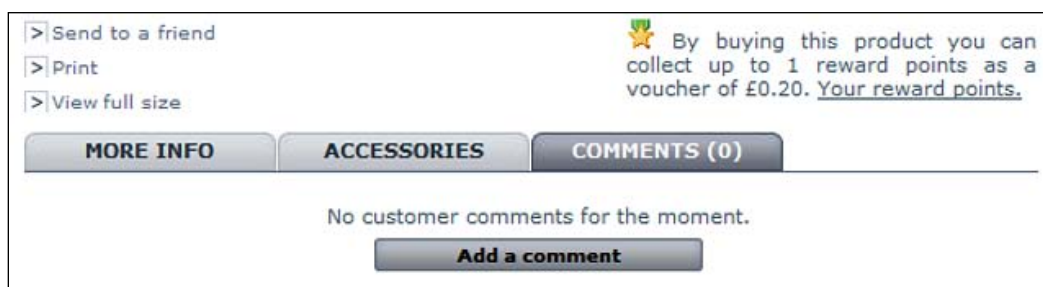 > Send to a friend
> Print
> View full size
By buying this product you can
collect up to 1 reward points as a
voucher of £0.20. Your reward points.
MORE INFO
ACCESSORIES
COMMENTS (0)
No customer comments for the moment.
Add a comment